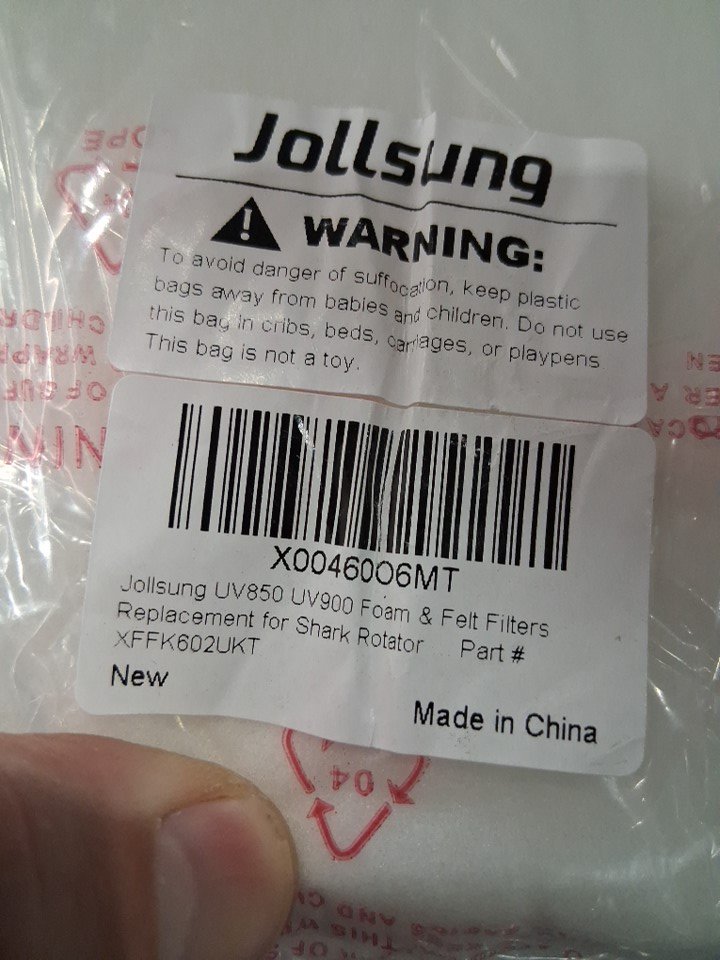 Jollsung
WARNING:
To avoid danger of suffocation, keep plastic
bags away from babies and children. Do not use
this bag in cribs, beds, carriages, or playpens.
This bag is not a toy.
X0046006MT
Jollsung UV850 UV900 Foam & Felt Filters
Replacement for Shark Rotator Part #
XFFK602UKT
New
Made in China
04